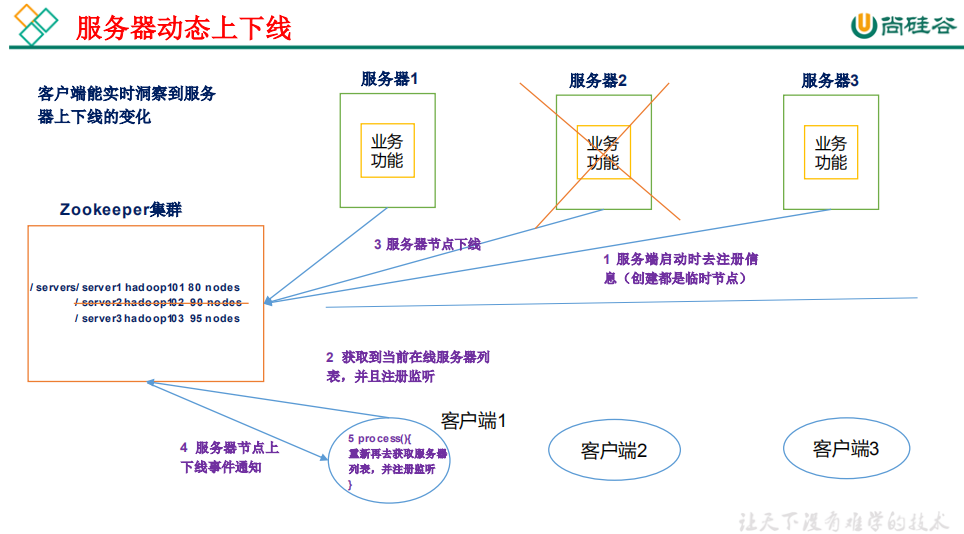 服务器动态上下线
尚硅谷
客户端能实时洞察到服务
器上下线的变化
服务器1
服务器2
服务器3
业务
功能
业务
功能
业务
功能
Zookeeper集群
/ servers/ server1 hadoop101 80 nodes
/ server2 hadoop102 90 nodes
/ server3 hadoop103 95 nodes
3 服务器节点下线
1 服务端启动时去注册信
息（创建都是临时节点）
2 获取到当前在线服务器列
表，并且注册监听
4 服务器节点上
下线事件通知
客户端1
5 process(){
重新再去获取服务器
列表，并注册监听
}
客户端2
客户端3
让天下没有难学的技术